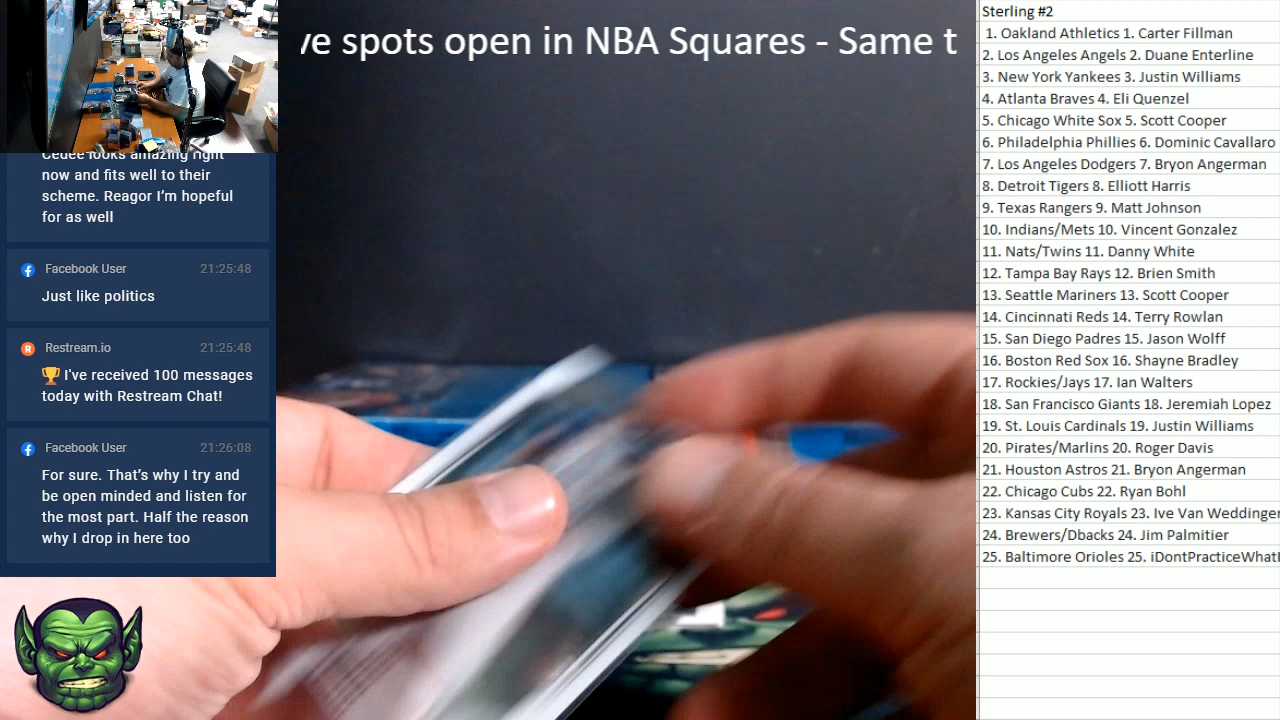 ve spots open in NBA Squares - Same t
Cedee looks amazing right
now and fits well to their
scheme. Reagor I'm hopeful
for as well
Facebook User 21:25:48
Just like politics
Restream.io 21:25:48
🏆 I've received 100 messages
today with Restream Chat!
Facebook User 21:26:08
For sure. That's why I try and
be open minded and listen for
the most part. Half the reason
why I drop in here too
Sterling #2
1. Oakland Athletics 1. Carter Fillman
2. Los Angeles Angels 2. Duane Enterline
3. New York Yankees 3. Justin Williams
4. Atlanta Braves 4. Eli Quenzel
5. Chicago White Sox 5. Scott Cooper
6. Philadelphia Phillies 6. Dominic Cavallaro
7. Los Angeles Dodgers 7. Bryon Angerman
8. Detroit Tigers 8. Elliott Harris
9. Texas Rangers 9. Matt Johnson
10. Indians/Mets 10. Vincent Gonzalez
11. Nats/Twins 11. Danny White
12. Tampa Bay Rays 12. Brien Smith
13. Seattle Mariners 13. Scott Cooper
14. Cincinnati Reds 14. Terry Rowlan
15. San Diego Padres 15. Jason Wolff
16. Boston Red Sox 16. Shayne Bradley
17. Rockies/Jays 17. Ian Walters
18. San Francisco Giants 18. Jeremiah Lopez
19. St. Louis Cardinals 19. Justin Williams
20. Pirates/Marlins 20. Roger Davis
21. Houston Astros 21. Bryon Angerman
22. Chicago Cubs 22. Ryan Bohl
23. Kansas City Royals 23. Ive Van Weddingen
24. Brewers/Dbacks 24. Jim Palmitier
25. Baltimore Orioles 25. iDontPracticeWhatI